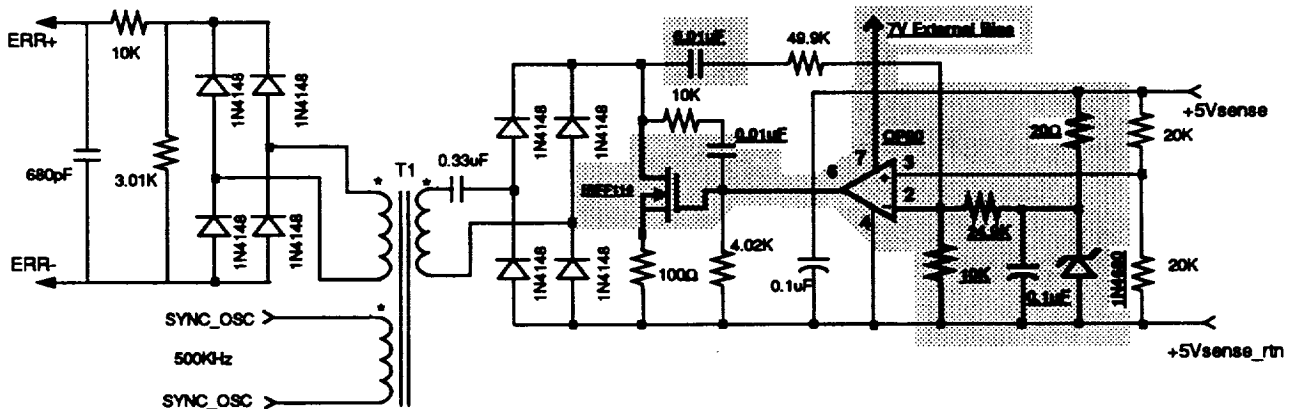 ERR+
10K
1N4148
1N4148
680pF
3.01K
1N4148
1N4148
ERR-
SYNC_OSC
500KHz
SYNC_OSC
*
*
T1
*
0.33uF
1N4148
1N4148
1N4148
1N4148
0.01uF
49.9K
7V External Bias
10K
0.01uF
100Ω
4.02K
0.1uF
6
7
3
+
2
-
4
10K
0.1uF
20Ω
20K
20K
+5Vsense
+5Vsense_rtn